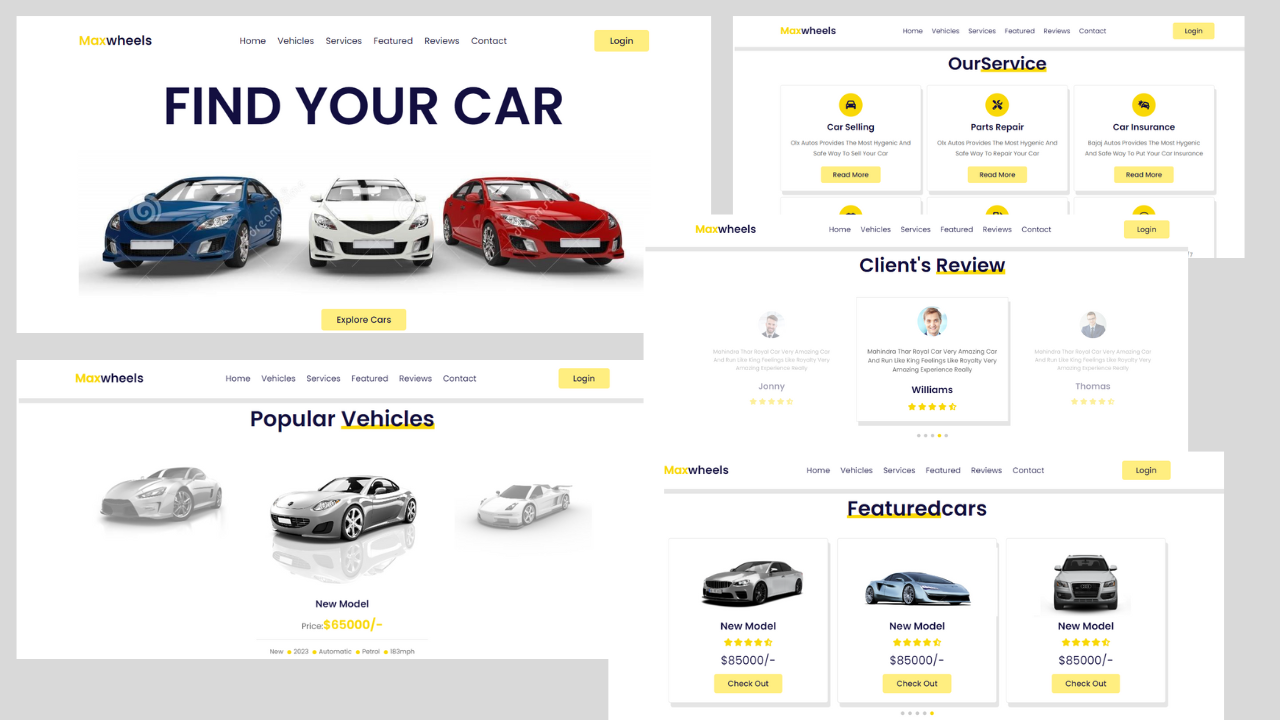 Maxwheels
Home Vehicles Services Featured Reviews Contact
Login
FIND YOUR CAR
Explore Cars
Maxwheels
Home Vehicles Services Featured Reviews Contact
Login
OurService
Car Selling
Olx Autos Provides The Most Hygenic And
Safe Way To Sell Your Car
Read More
Parts Repair
Olx Autos Provides The Most Hygenic And
Safe Way To Repair Your Car
Read More
Car Insurance
Bajaj Autos Provides The Most Hygenic
And Safe Way To Put Your Car Insurance
Read More
Maxwheels
Home Vehicles Services Featured Reviews Contact
Login
Client's Review
Mahindra Thar Royal Car Very Amazing Car
And Run Like King Feelings Like Royalty Very
Amazing Experience Really
Jonny
Mahindra Thar Royal Car Very Amazing Car
And Run Like King Feelings Like Royalty Very
Amazing Experience Really
Williams
Mahindra Thar Royal Car Very Amazing Car
And Run Like King Feelings Like Royalty Very
Amazing Experience Really
Thomas
Maxwheels
Home Vehicles Services Featured Reviews Contact
Login
Popular Vehicles
New Model
Price:$65000/-
New 2023 Automatic Petrol 183mph
Maxwheels
Home Vehicles Services Featured Reviews Contact
Login
Featuredcars
New Model
$85000/-
Check Out
New Model
$85000/-
Check Out
New Model
$85000/-
Check Out